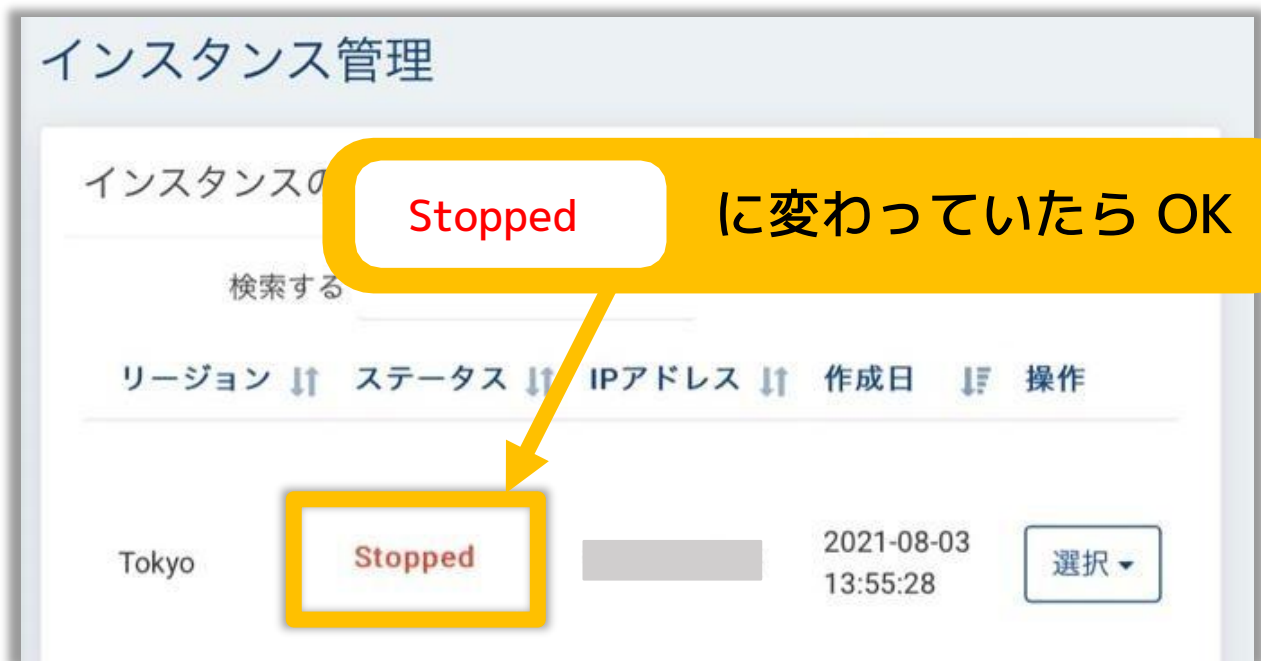 インスタンス管理
インスタンスの
Stopped に変わっていたら OK
検索する
リージョン ステータス IPアドレス 作成日 操作
Tokyo Stopped 2021-08-03 13:55:28 選択